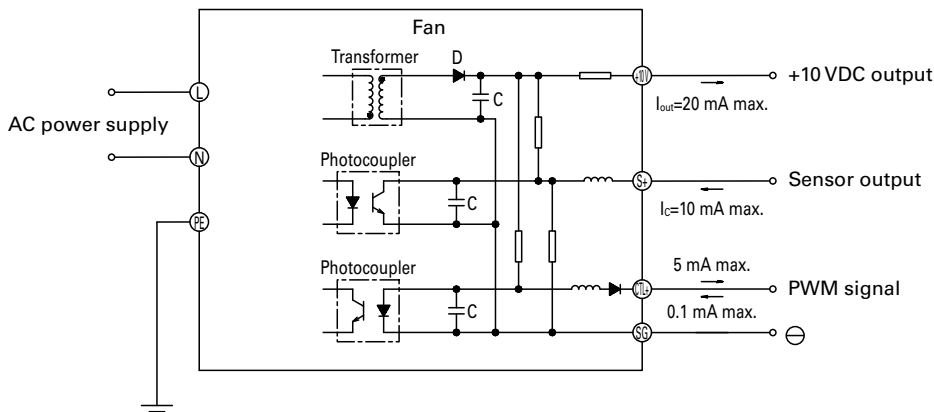 Fan
Transformer
D
C
+10V
+10 VDC output
Iout=20 mA max.
L
AC power supply
N
Photocoupler
C
S+
Sensor output
IC=10 mA max.
PE
Photocoupler
C
CTL+
5 mA max.
PWM signal
0.1 mA max.
SG